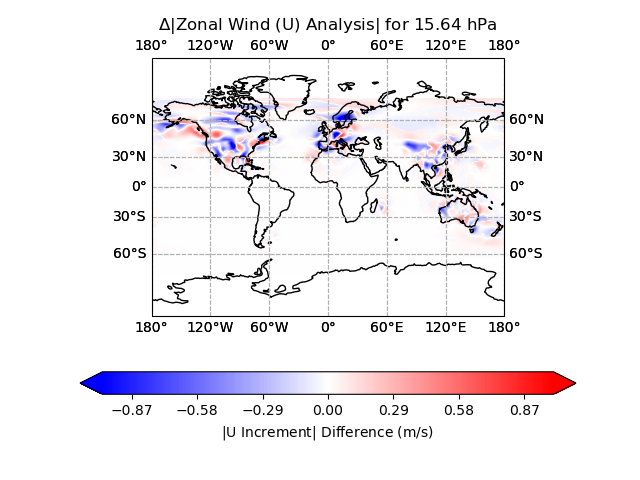 Δ|Zonal Wind (U) Analysis| for 15.64 hPa
180° 120°W 60°W 0° 60°E 120°E 180°
60°N 60°N
30°N 30°N
0° 0°
30°S 30°S
60°S 60°S
180° 120°W 60°W 0° 60°E 120°E 180°
−0.87 −0.58 −0.29 0.00 0.29 0.58 0.87
|U Increment| Difference (m/s)